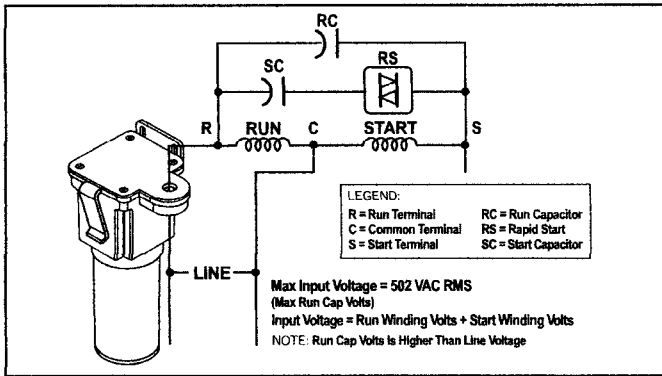 RC
SC
RS
R
RUN
C
START
S
LEGEND:
R = Run Terminal
C = Common Terminal
S = Start Terminal
RC = Run Capacitor
RS = Rapid Start
SC = Start Capacitor
LINE
Max Input Voltage = 502 VAC RMS
(Max Run Cap Volts)
Input Voltage = Run Winding Volts + Start Winding Volts
NOTE: Run Cap Volts Is Higher Than Line Voltage